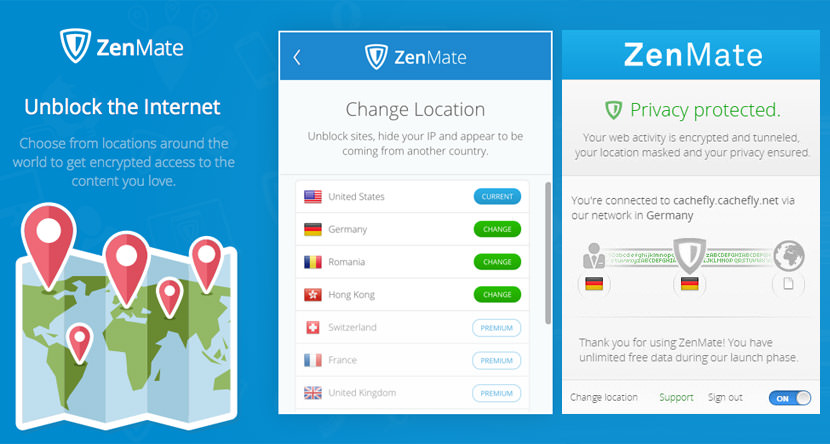 ZenMate
Unblock the Internet
Choose from locations around the
world to get encrypted access to the
content you love.
ZenMate
Change Location
Unblock sites, hide your IP and appear to be
coming from another country.
United States CURRENT
Germany CHANGE
Romania CHANGE
Hong Kong CHANGE
Switzerland PREMIUM
France PREMIUM
United Kingdom PREMIUM
ZenMate
Privacy protected.
Your web activity is encrypted and tunneled,
your location masked and your privacy ensured.
You're connected to cachefly.cachefly.net via
our network in Germany
Thank you for using ZenMate! You have
unlimited free data during our launch phase.
Change location Support Sign out ON